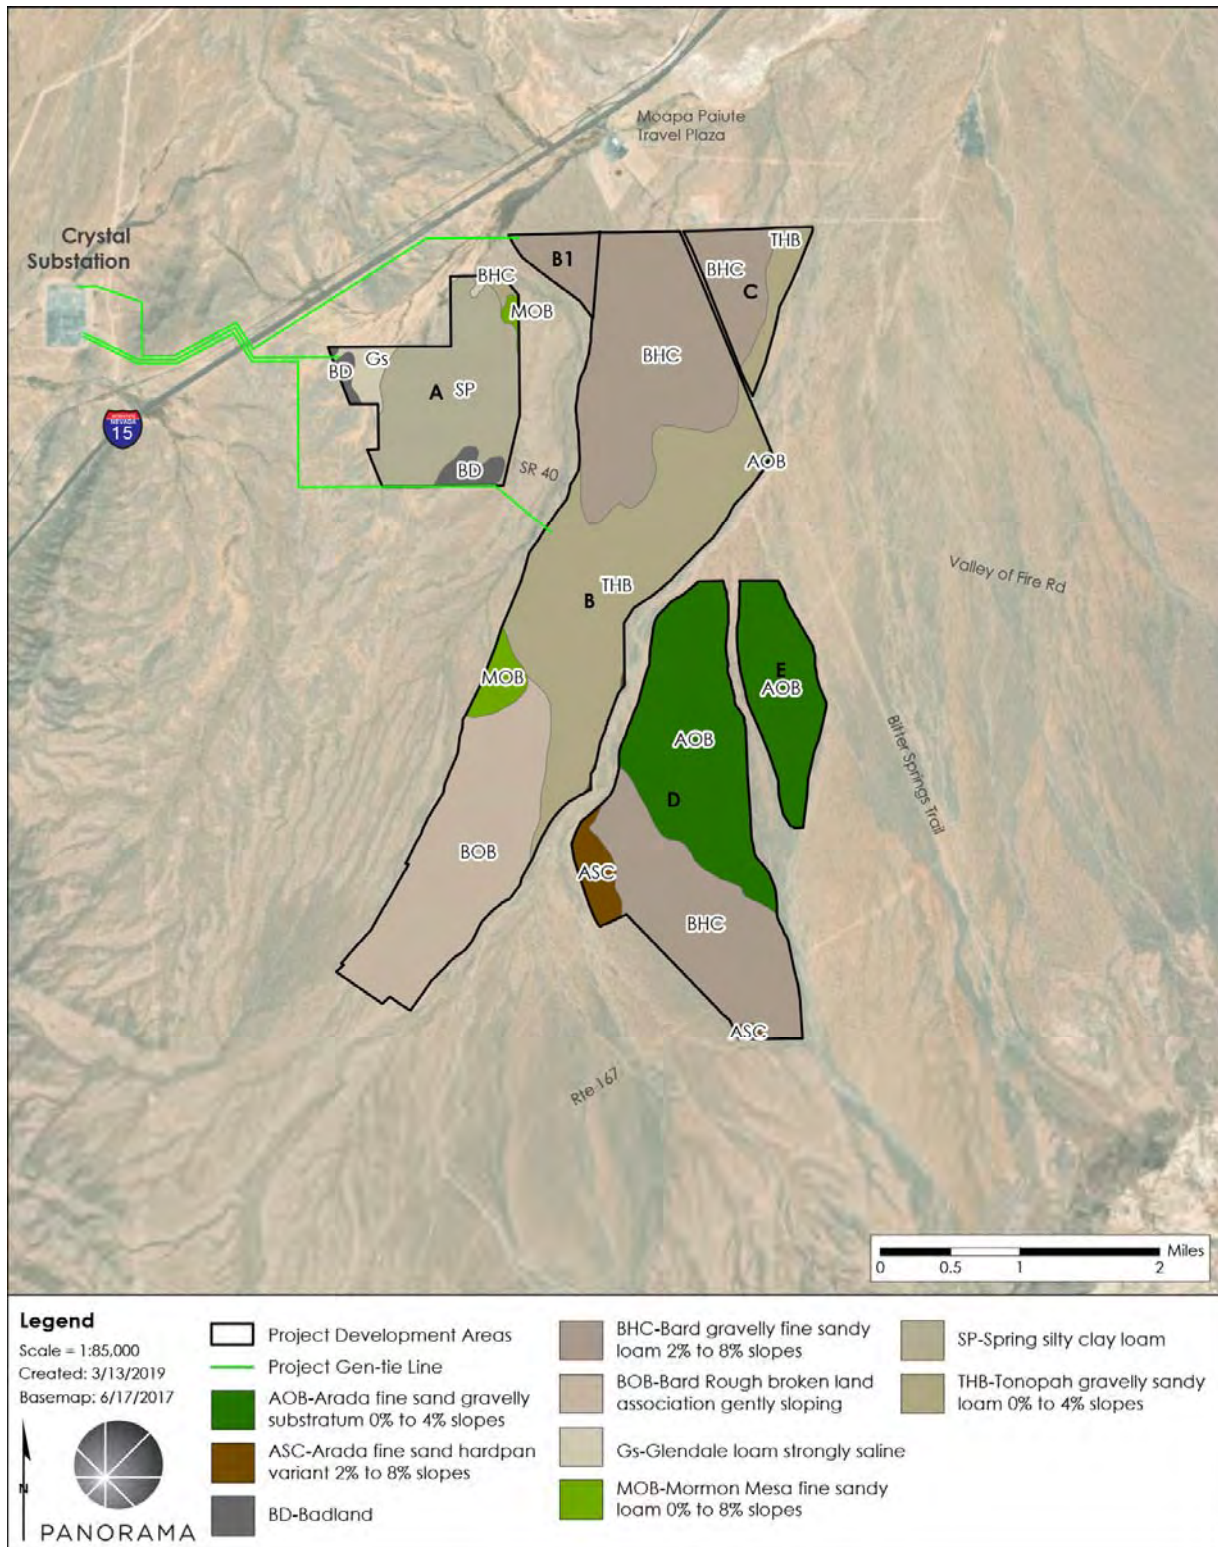 Moapa Paiute
Travel Plaza
Crystal
Substation
B1
THB
BHC
C
BHC
MOB
BHC
Gs
BD
A
SP
INTERSTATE
NEVADA
15
BD
SR 40
AOB
Valley of Fire Rd
THB
B
MOB
E
AOB
AOB
Bitter Springs Trail
D
BOB
ASC
BHC
ASC
Rte 167
Miles
0
0.5
1
2
Legend
Scale = 1:85,000
Created: 3/13/2019
Basemap: 6/17/2017
N
PANORAMA
Project Development Areas
Project Gen-tie Line
AOB-Arada fine sand gravelly
substratum 0% to 4% slopes
ASC-Arada fine sand hardpan
variant 2% to 8% slopes
BD-Badland
BHC-Bard gravelly fine sandy
loam 2% to 8% slopes
BOB-Bard Rough broken land
association gently sloping
Gs-Glendale loam strongly saline
MOB-Mormon Mesa fine sandy
loam 0% to 8% slopes
SP-Spring silty clay loam
THB-Tonopah gravelly sandy
loam 0% to 4% slopes